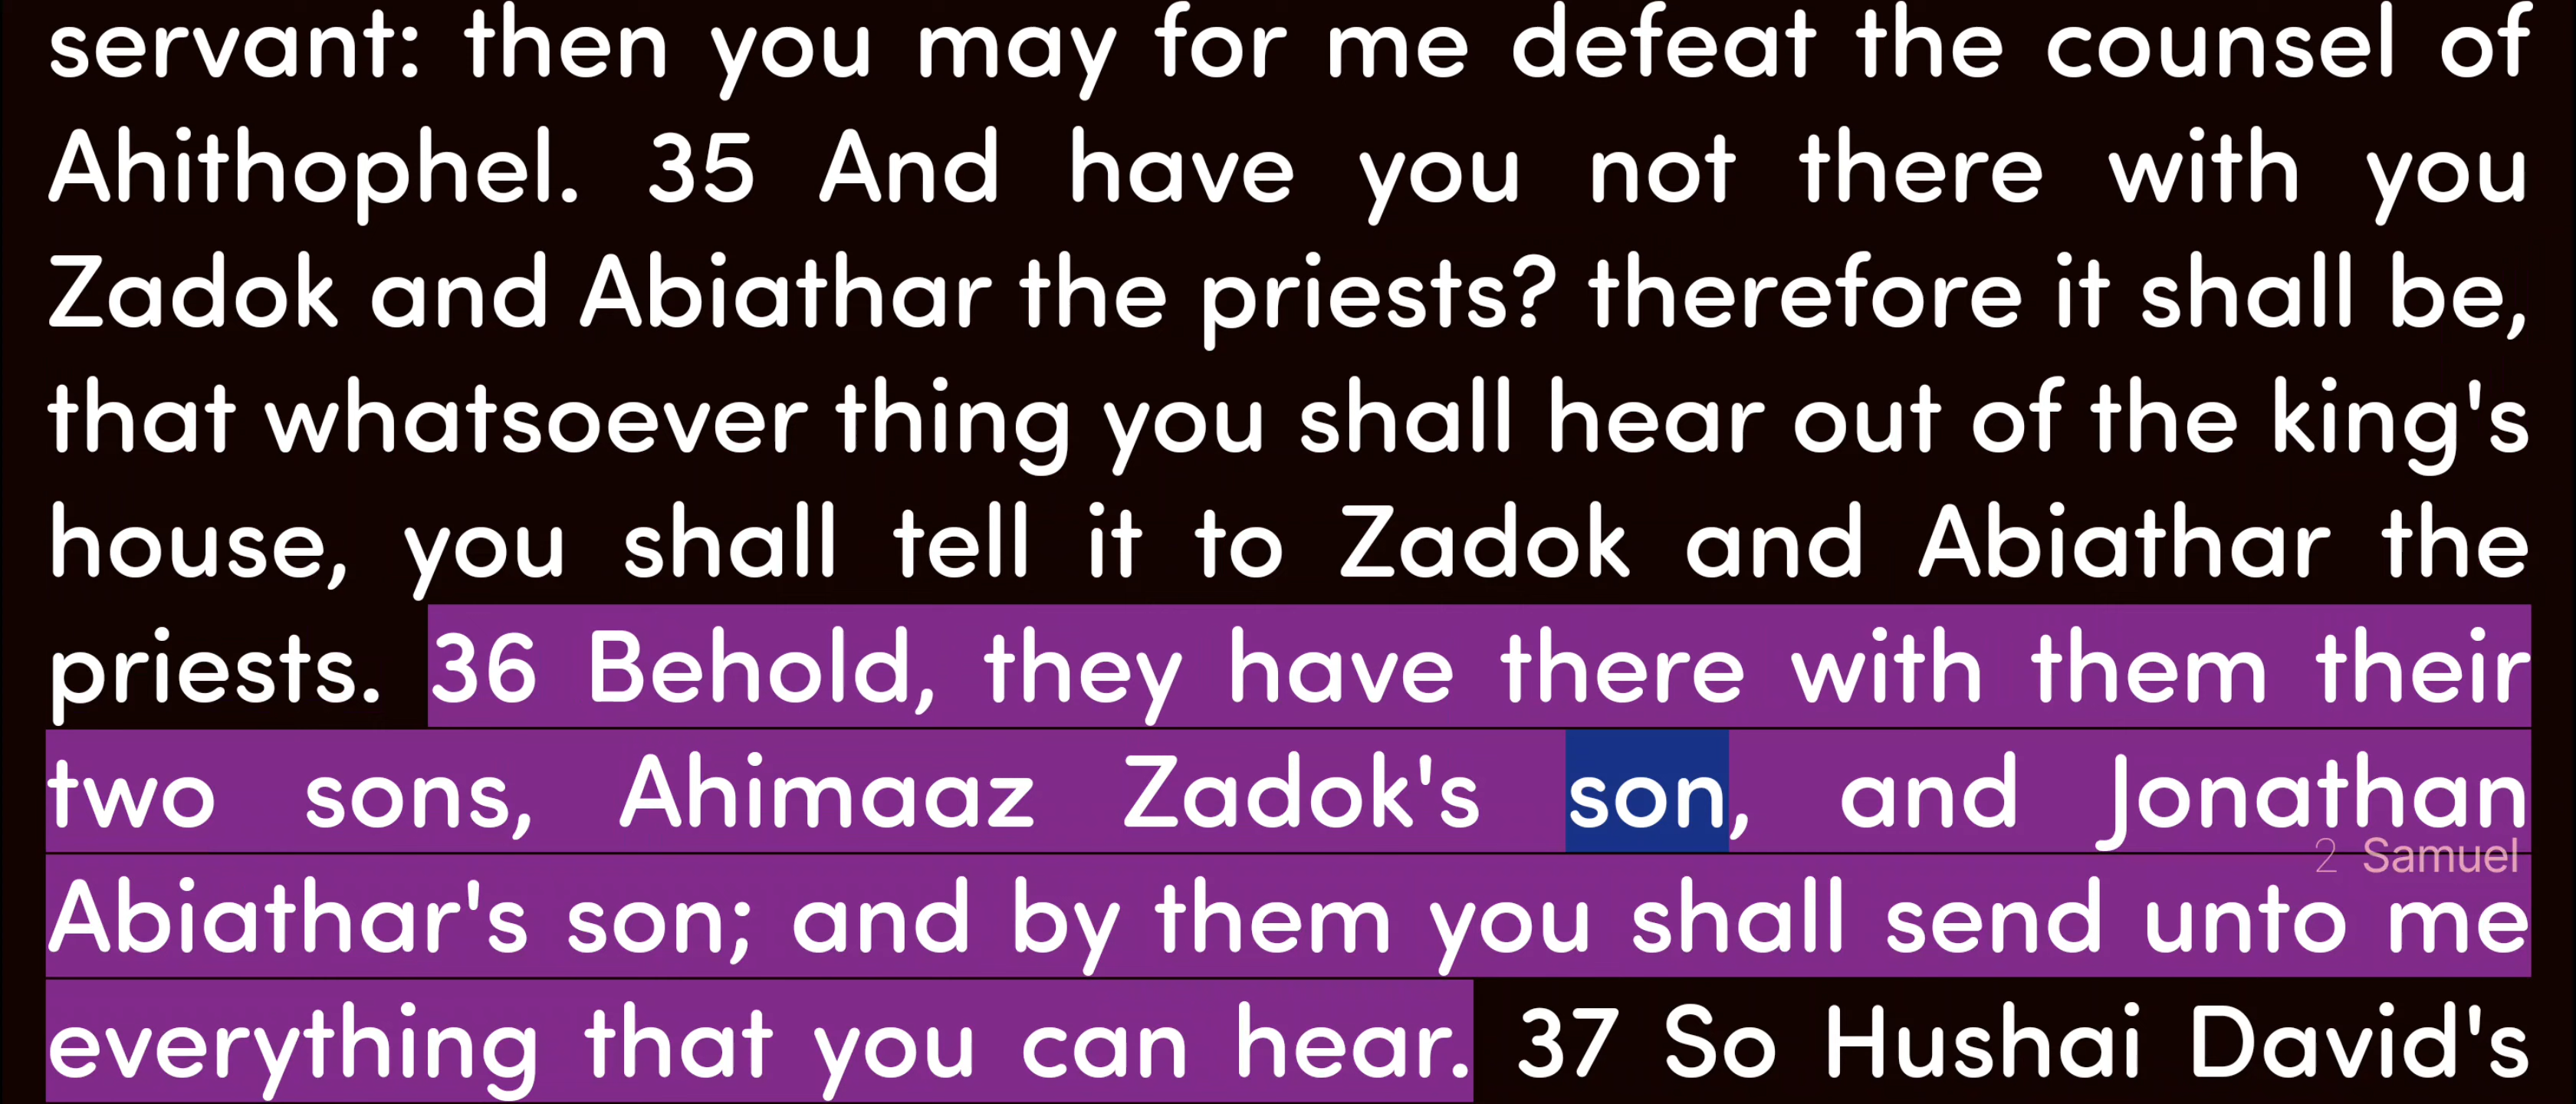 servant: then you may for me defeat the counsel of
Ahithophel. 35 And have you not there with you
Zadok and Abiathar the priests? therefore it shall be,
that whatsoever thing you shall hear out of the king's
house, you shall tell it to Zadok and Abiathar the
priests. 36 Behold, they have there with them their
two sons, Ahimaaz Zadok's son, and Jonathan
2 Samuel
Abiathar's son; and by them you shall send unto me
everything that you can hear. 37 So Hushai David's